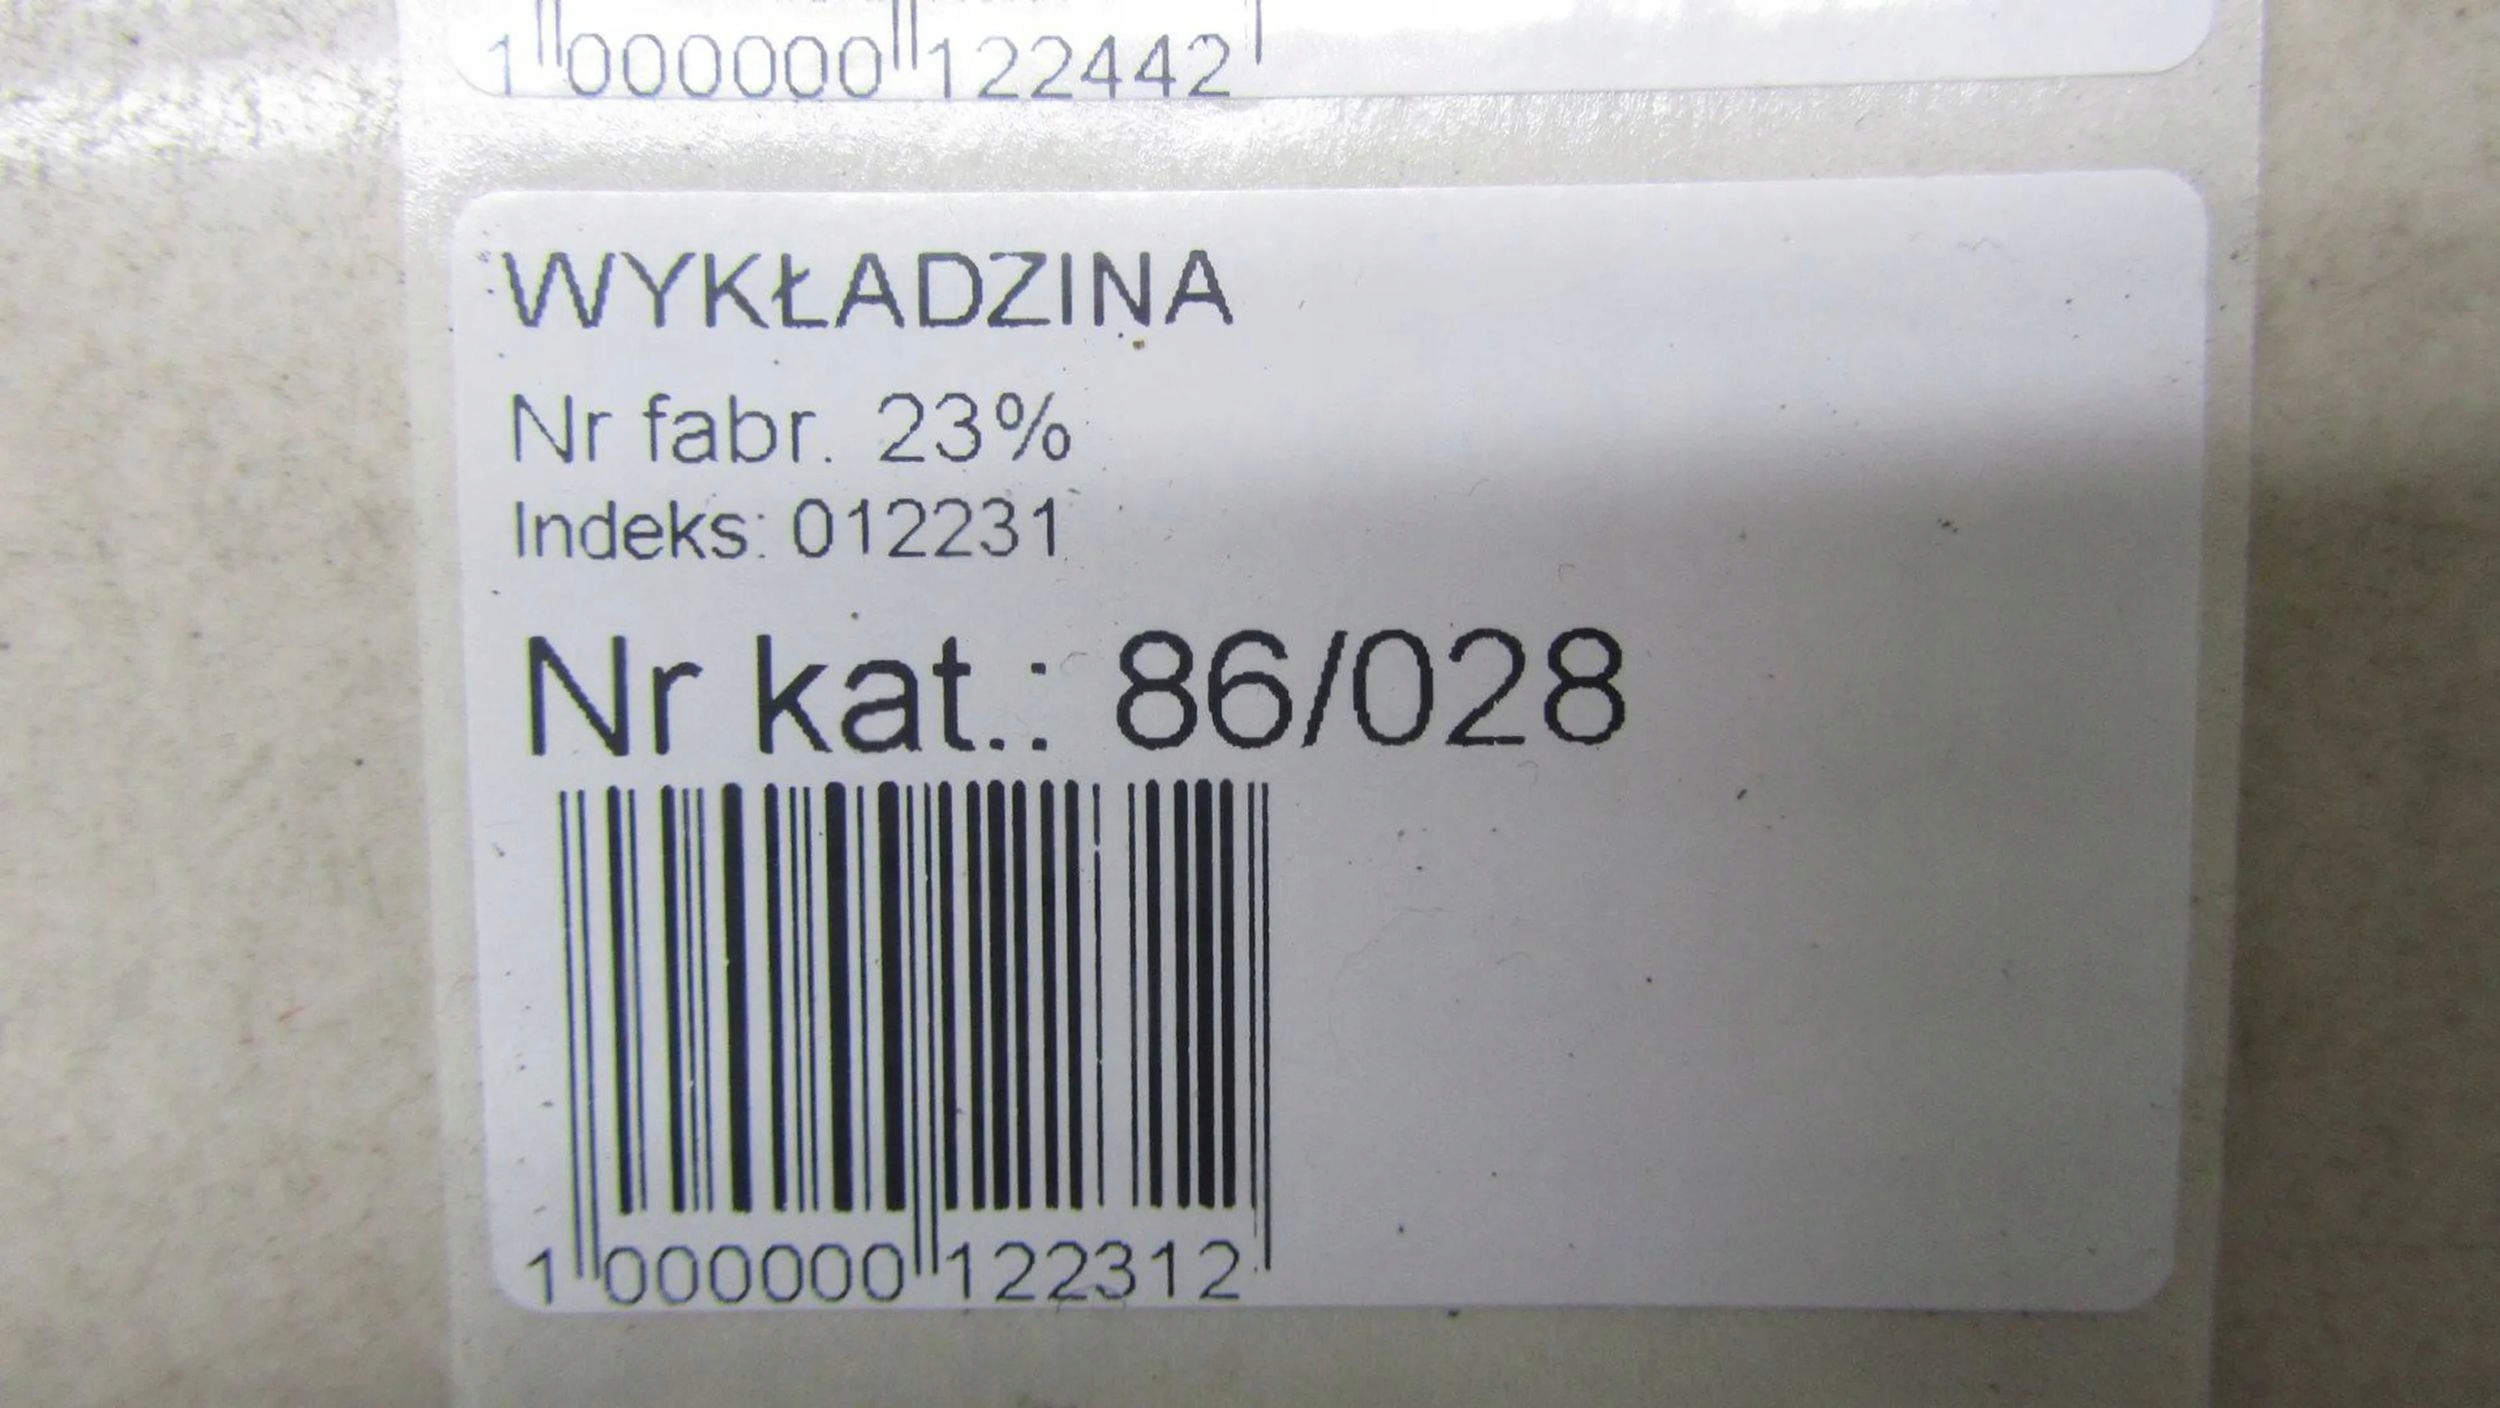 1 000000 122442
WYKŁADZINA
Nr fabr. 23%
Indeks: 012231
Nr kat.: 86/028
1 000000 122312